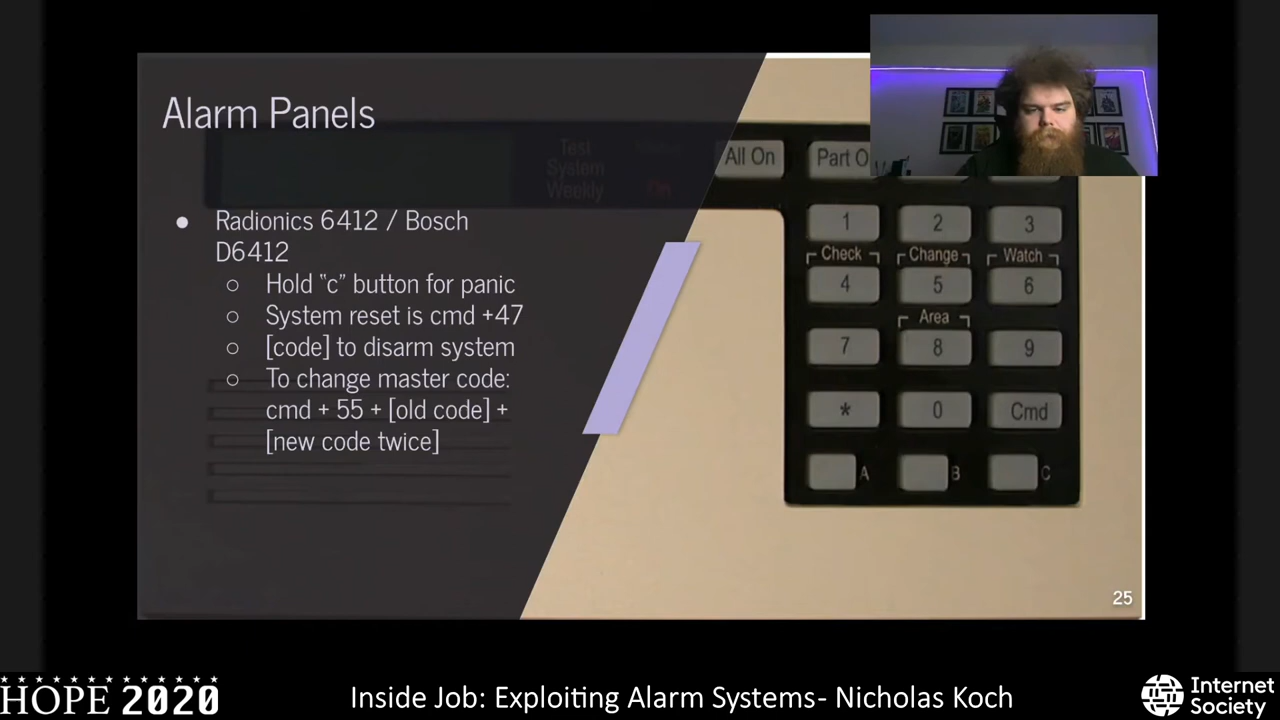 Alarm Panels
Test
System
Weekly
All On
Part O
● Radionics 6412 / Bosch
D6412
○ Hold “c” button for panic
○ System reset is cmd +47
○ [code] to disarm system
○ To change master code:
cmd + 55 + [old code] +
[new code twice]
1 2 3
Check Change Watch
4 5 6
Area
7 8 9
* 0 Cmd
A B C
25
HOPE 2020
Inside Job: Exploiting Alarm Systems- Nicholas Koch
Internet
Society